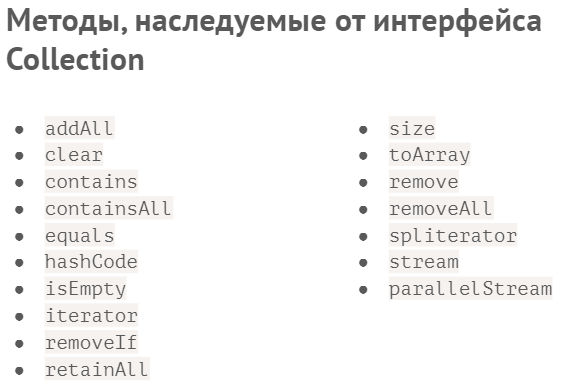 Методы, наследуемые от интерфейса
Collection
addAll
clear
contains
containsAll
equals
hashCode
isEmpty
iterator
removeIf
retainAll
size
toArray
remove
removeAll
spliterator
stream
parallelStream